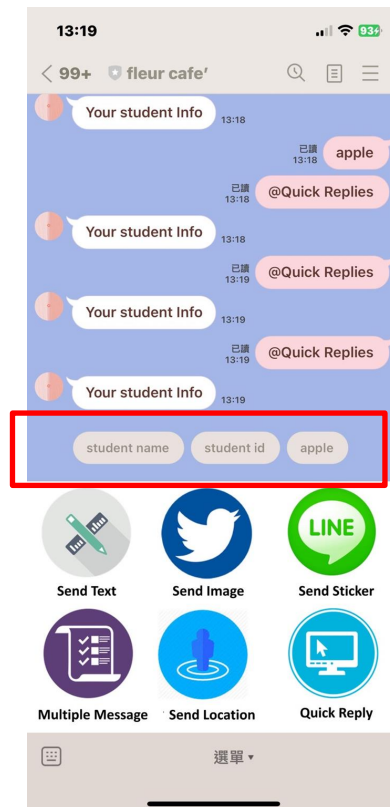 13:19
93
99+ fleur cafe’
Your student Info 13:18
已讀
13:18 apple
已讀
13:18 @Quick Replies
Your student Info 13:18
已讀
13:19 @Quick Replies
Your student Info 13:19
已讀
13:19 @Quick Replies
Your student Info 13:19
student name student id apple
LINE
Send Text Send Image Send Sticker
Multiple Message Send Location Quick Reply
選單